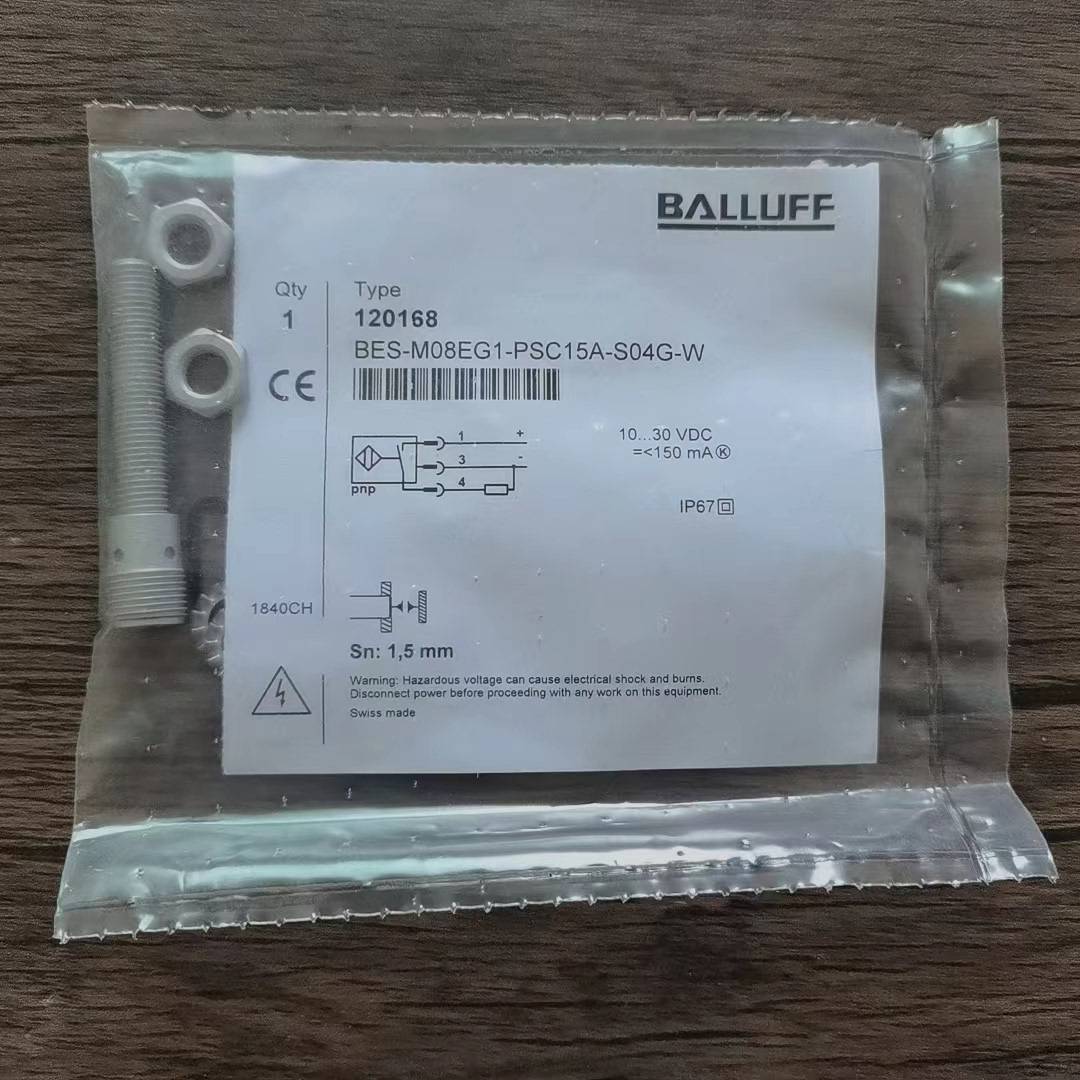 BALLUFF
Qty
1
Type
120168
BES-M08EG1-PSC15A-S04G-W
CE
1 +
3 -
4
pnp
10...30 VDC
=<150 mA Ⓚ
IP67
1840CH
Sn: 1,5 mm
Warning: Hazardous voltage can cause electrical shock and burns.
Disconnect power before proceeding with any work on this equipment.
Swiss made